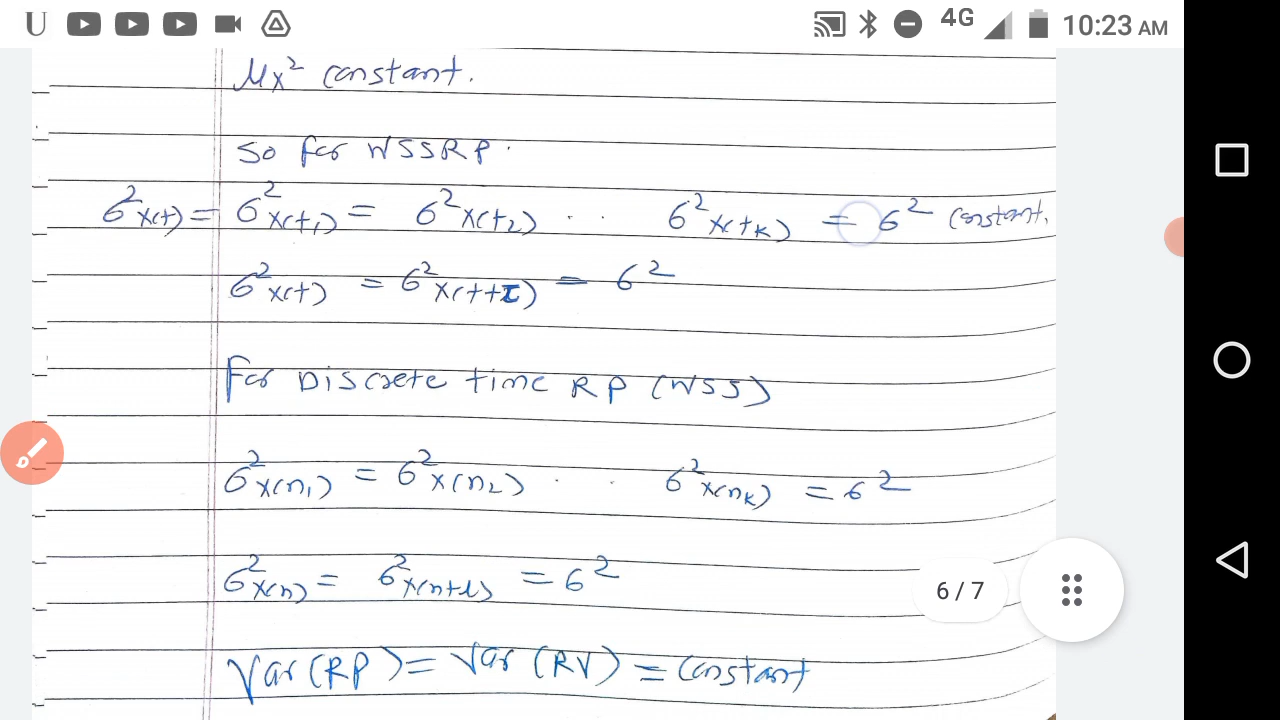 U 4G 10:23 AM
μx² constant.
So for WSSRP.
σ²x(t) = σ²x(t₁) = σ²x(t₂) . . σ²x(tₖ) = σ² constant.
σ²x(t) = σ²x(t+τ) = σ²
For Discrete time RP (WSS)
σ²x(n₁) = σ²x(n₂) . . σ²x(nₖ) = σ²
σ²x(n) = σ²x(n+l) = σ²
6 / 7
Var(RP) = Var(RV) = constant